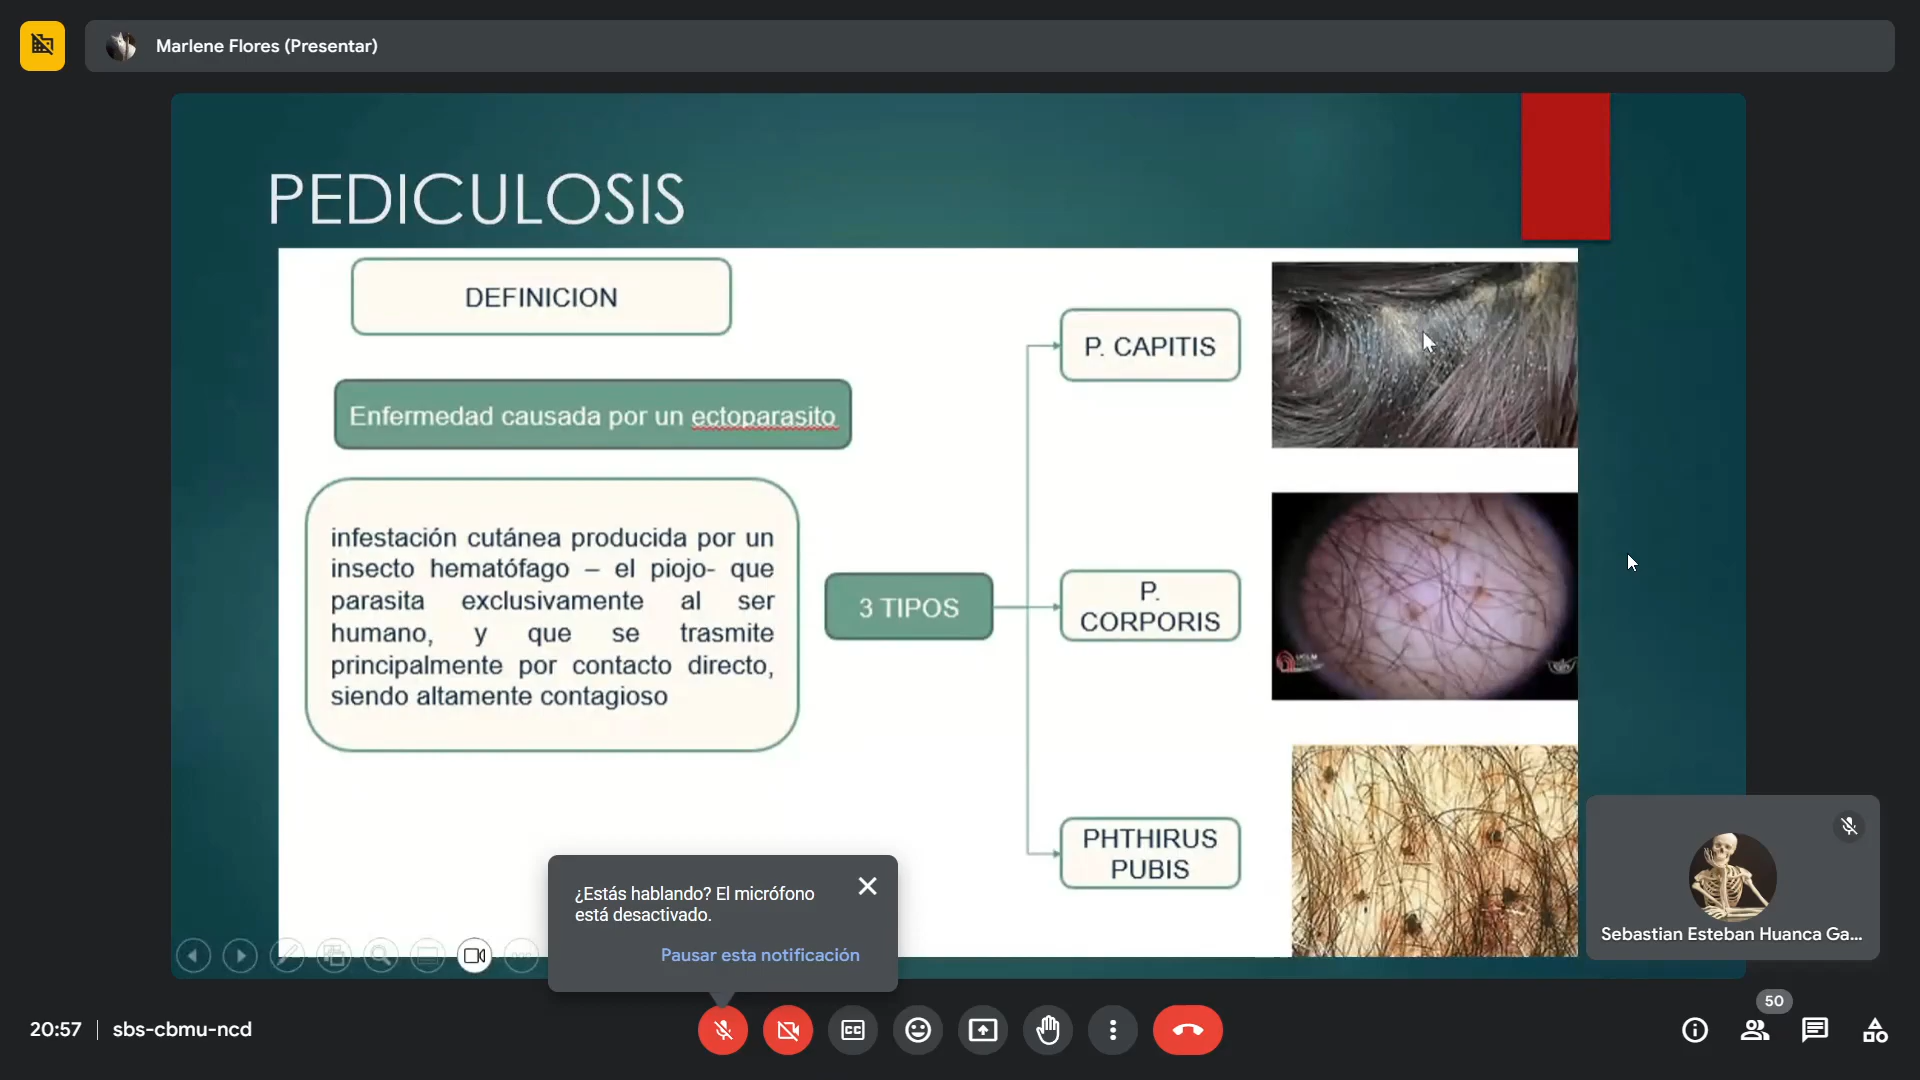 Marlene Flores (Presentar)
PEDICULOSIS
DEFINICION
Enfermedad causada por un ectoparasito
infestación cutánea producida por un
insecto hematófago – el piojo- que
parasita exclusivamente al ser
humano, y que se trasmite
principalmente por contacto directo,
siendo altamente contagioso
3 TIPOS
P. CAPITIS
P.
CORPORIS
PHTHIRUS
PUBIS
UCLM
¿Estás hablando? El micrófono
está desactivado.
Pausar esta notificación
Sebastian Esteban Huanca Ga...
20:57
sbs-cbmu-ncd
CC
50